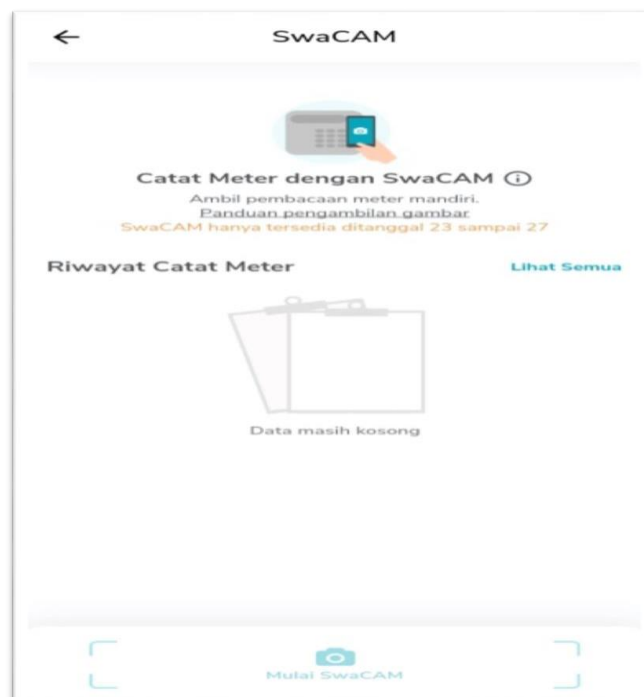 SwaCAM
Catat Meter dengan SwaCAM
Ambil pembacaan meter mandiri.
Panduan pengambilan gambar
SwaCAM hanya tersedia ditanggal 23 sampai 27
Riwayat Catat Meter
Lihat Semua
Data masih kosong
Mulai SwaCAM